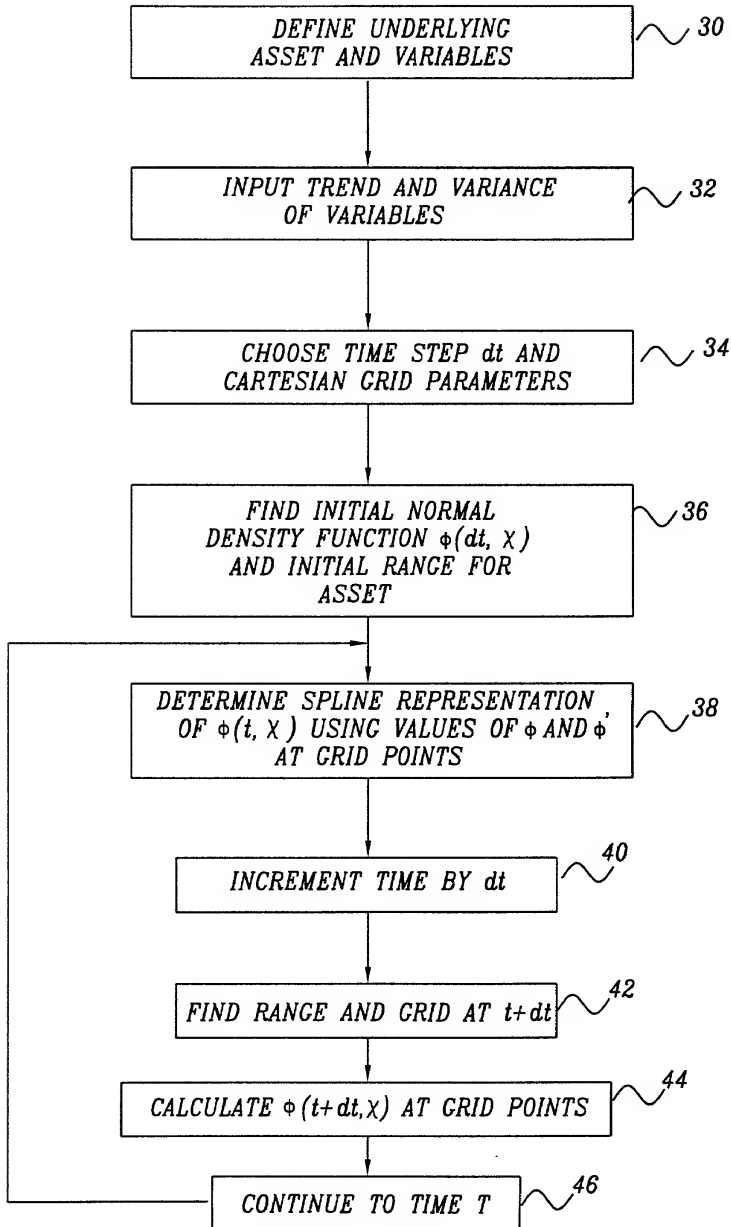 DEFINE UNDERLYING
ASSET AND VARIABLES
30
INPUT TREND AND VARIANCE
OF VARIABLES
32
CHOOSE TIME STEP dt AND
CARTESIAN GRID PARAMETERS
34
FIND INITIAL NORMAL
DENSITY FUNCTION ϕ(dt, χ)
AND INITIAL RANGE FOR
ASSET
36
DETERMINE SPLINE REPRESENTATION
OF ϕ(t, χ) USING VALUES OF ϕ AND ϕ'
AT GRID POINTS
38
INCREMENT TIME BY dt
40
FIND RANGE AND GRID AT t+dt
42
CALCULATE ϕ(t+dt,χ) AT GRID POINTS
44
CONTINUE TO TIME T
46